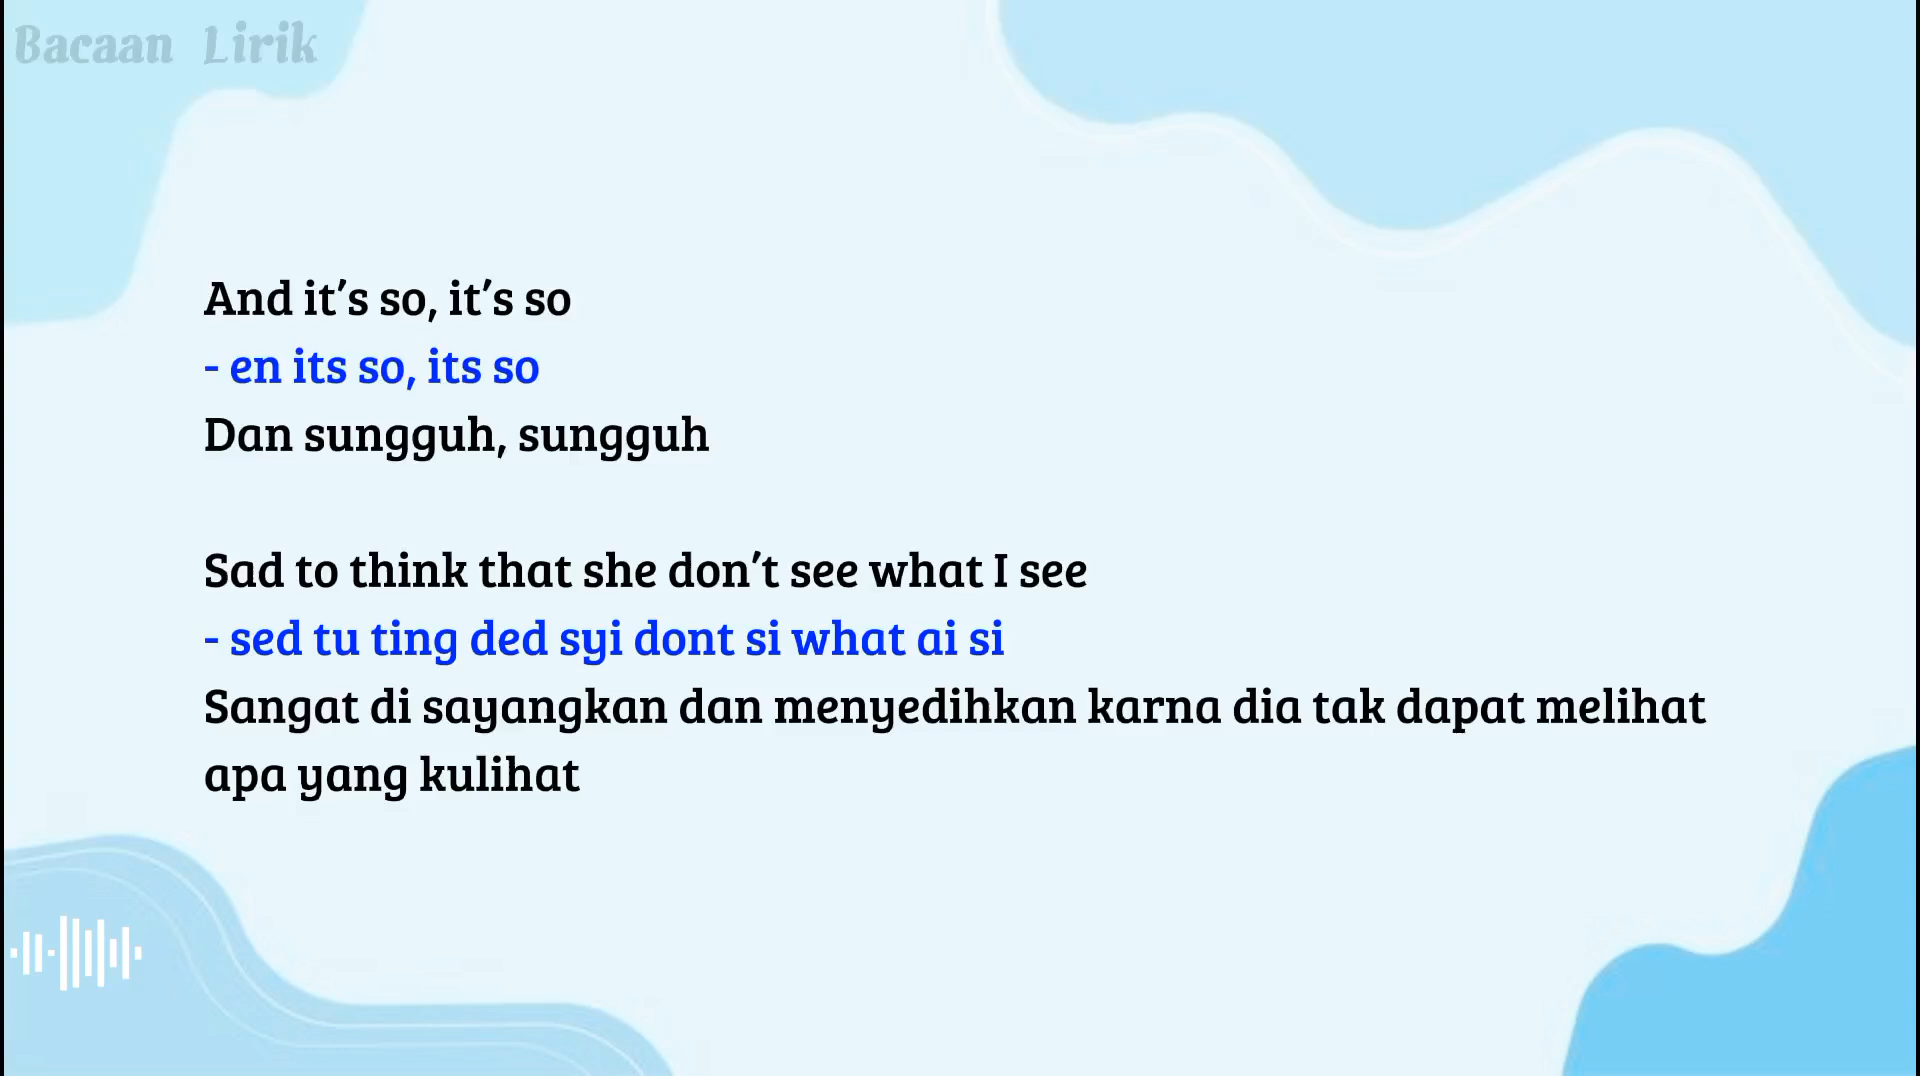 Bacaan Lirik
And it's so, it's so
- en its so, its so
Dan sungguh, sungguh
Sad to think that she don't see what I see
- sed tu ting ded syi dont si what ai si
Sangat di sayangkan dan menyedihkan karna dia tak dapat melihat
apa yang kulihat